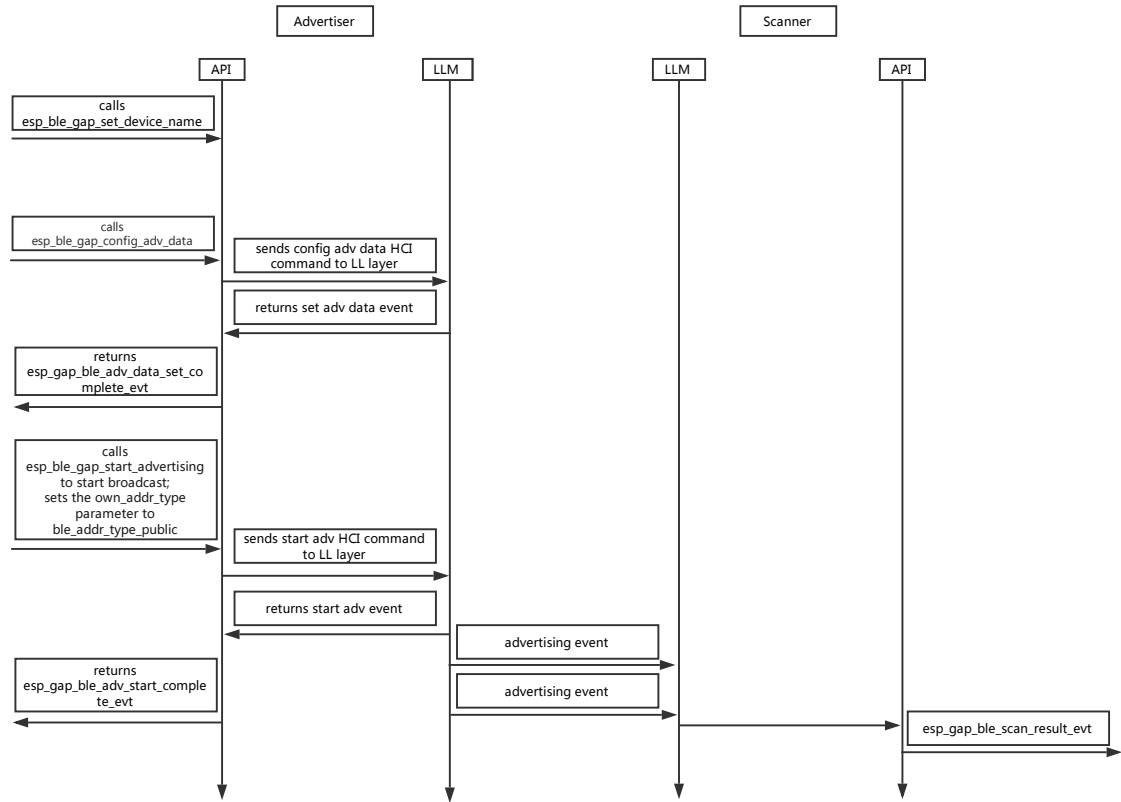 Advertiser
Scanner
API
LLM
LLM
API
calls
esp_ble_gap_set_device_name
calls
esp_ble_gap_config_adv_data
sends config adv data HCI
command to LL layer
returns set adv data event
returns
esp_gap_ble_adv_data_set_co
mplete_evt
calls
esp_ble_gap_start_advertising
to start broadcast;
sets the own_addr_type
parameter to
ble_addr_type_public
sends start adv HCI command
to LL layer
returns start adv event
advertising event
returns
esp_gap_ble_adv_start_comple
te_evt
advertising event
esp_gap_ble_scan_result_evt